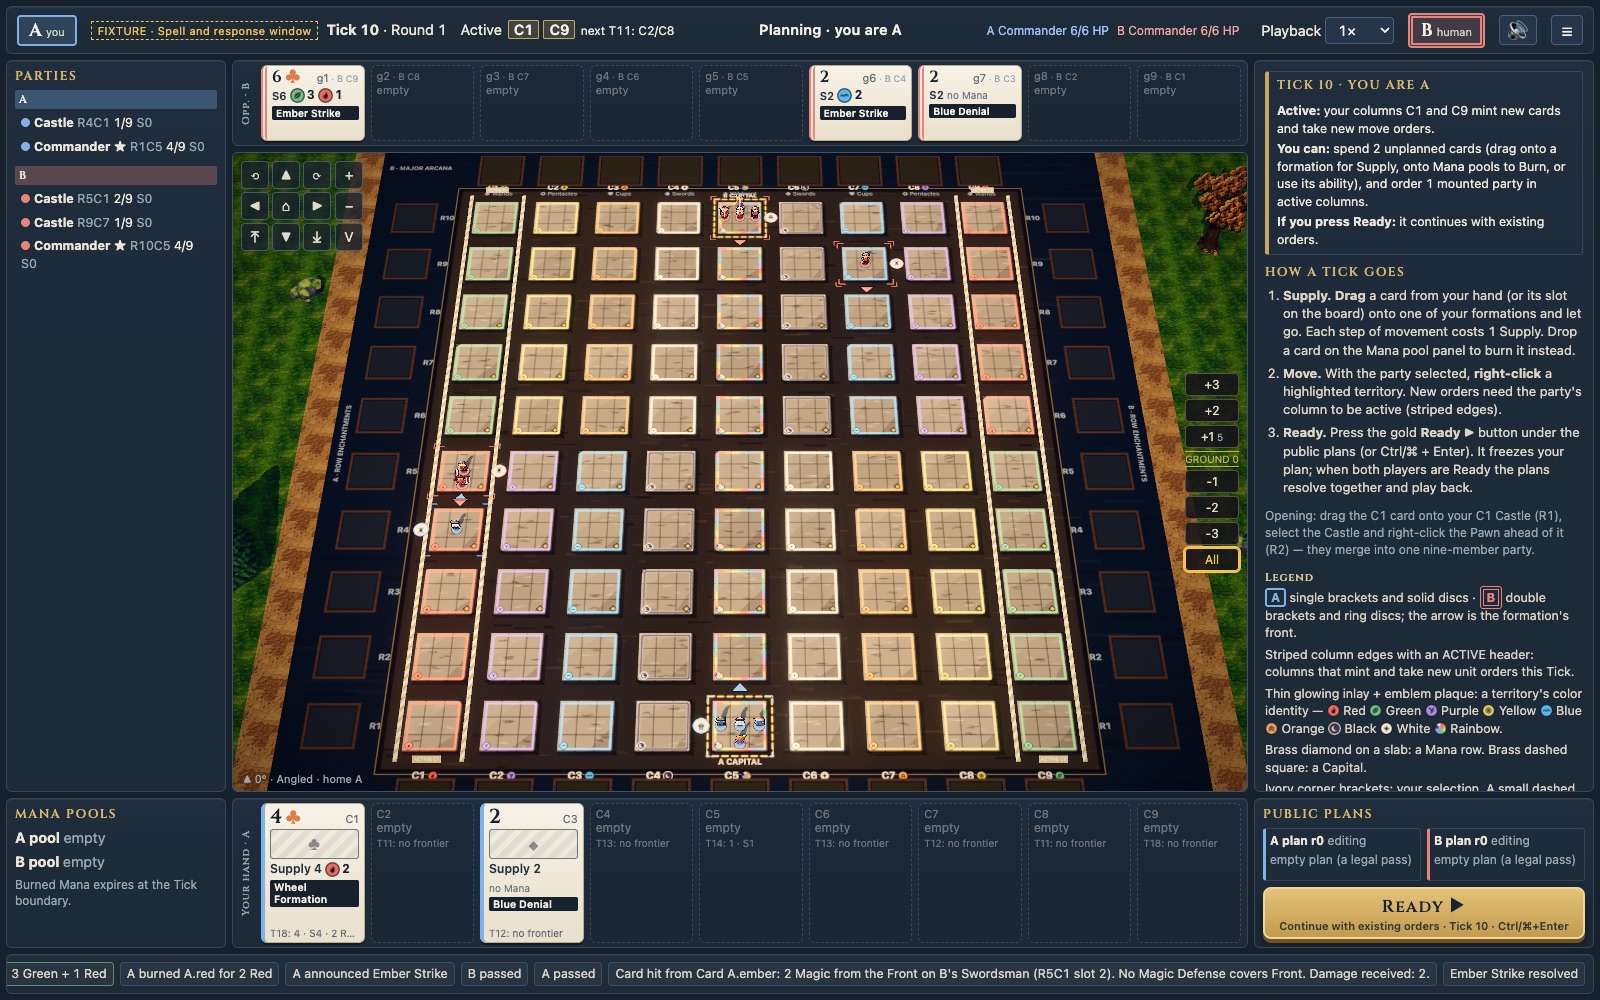 A you
FIXTURE · Spell and response window
Tick 10 · Round 1
Active C1 C9 next T11: C2/C8
Planning · you are A
A Commander 6/6 HP B Commander 6/6 HP
Playback 1×
B human
PARTIES
A
Castle R4C1 1/9 S0
Commander ★ R1C5 4/9 S0
B
Castle R5C1 2/9 S0
Castle R9C7 1/9 S0
Commander ★ R10C5 4/9
S0
OPP. · B
6 g1 · B C9
S6 3 1
Ember Strike
g2 · B C8
empty
g3 · B C7
empty
g4 · B C6
empty
g5 · B C5
empty
2 g6 · B C4
S2 2
Ember Strike
2 g7 · B C3
S2 no Mana
Blue Denial
g8 · B C2
empty
g9 · B C1
empty
B · MAJOR ARCANA
V
R10
R10
R9
R9
R8
R8
R7
R7
R6
R6
R5
R5
R4
R4
R3
R3
R2
R2
R1
R1
A · ROW ENCHANTMENTS
B · ROW ENCHANTMENTS
+3
+2
+1 5
GROUND 0
-1
-2
-3
All
A CAPITAL
▲ 0° · Angled · home A
C1
C2
C3
C4
C5
C6
C7
C8
C9
TICK 10 · YOU ARE A
Active: your columns C1 and C9 mint new cards
and take new move orders.
You can: spend 2 unplanned cards (drag onto a
formation for Supply, onto Mana pools to Burn, or
use its ability), and order 1 mounted party in
active columns.
If you press Ready: it continues with existing
orders.
HOW A TICK GOES
1. Supply. Drag a card from your hand (or its slot
on the board) onto one of your formations and let
go. Each step of movement costs 1 Supply. Drop
a card on the Mana pool panel to burn it instead.
2. Move. With the party selected, right-click a
highlighted territory. New orders need the party's
column to be active (striped edges).
3. Ready. Press the gold Ready ▶ button under the
public plans (or Ctrl/⌘ + Enter). It freezes your
plan; when both players are Ready the plans
resolve together and play back.
Opening: drag the C1 card onto your C1 Castle (R1),
select the Castle and right-click the Pawn ahead of it
(R2) — they merge into one nine-member party.
LEGEND
A single brackets and solid discs · B double
brackets and ring discs; the arrow is the formation's
front.
Striped column edges with an ACTIVE header:
columns that mint and take new unit orders this Tick.
Thin glowing inlay + emblem plaque: a territory's color
identity — Red Green Purple Yellow Blue
Orange Black White Rainbow.
Brass diamond on a slab: a Mana row. Brass dashed
square: a Capital.
Ivory corner brackets: your selection. A small dashed
MANA POOLS
A pool empty
B pool empty
Burned Mana expires at the Tick
boundary.
YOUR HAND · A
4 C1
Supply 4 2
Wheel
Formation
T18: 4 · S4 · 2 R...
C2
empty
T11: no frontier
2 C3
Supply 2
no Mana
Blue Denial
T12: no frontier
C4
empty
T13: no frontier
C5
empty
T14: 1 · S1
C6
empty
T13: no frontier
C7
empty
T12: no frontier
C8
empty
T11: no frontier
C9
empty
T18: no frontier
PUBLIC PLANS
A plan r0 editing
empty plan (a legal pass)
B plan r0 editing
empty plan (a legal pass)
READY ▶
Continue with existing orders · Tick 10 · Ctrl/⌘+Enter
3 Green + 1 Red
A burned A.red for 2 Red
A announced Ember Strike
B passed
A passed
Card hit from Card A.ember: 2 Magic from the Front on B's Swordsman (R5C1 slot 2). No Magic Defense covers Front. Damage received: 2.
Ember Strike resolved